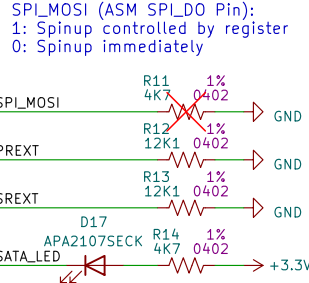 SPI_MOSI (ASM SPI_DO Pin):
1: Spinup controlled by register
0: Spinup immediately
R11 1%
4K7 0402
SPI_MOSI
GND
R12 1%
12K1 0402
PREXT
GND
R13 1%
12K1 0402
SREXT
GND
D17
APA2107SECK
R14 1%
4K7 0402
SATA_LED
+3.3V